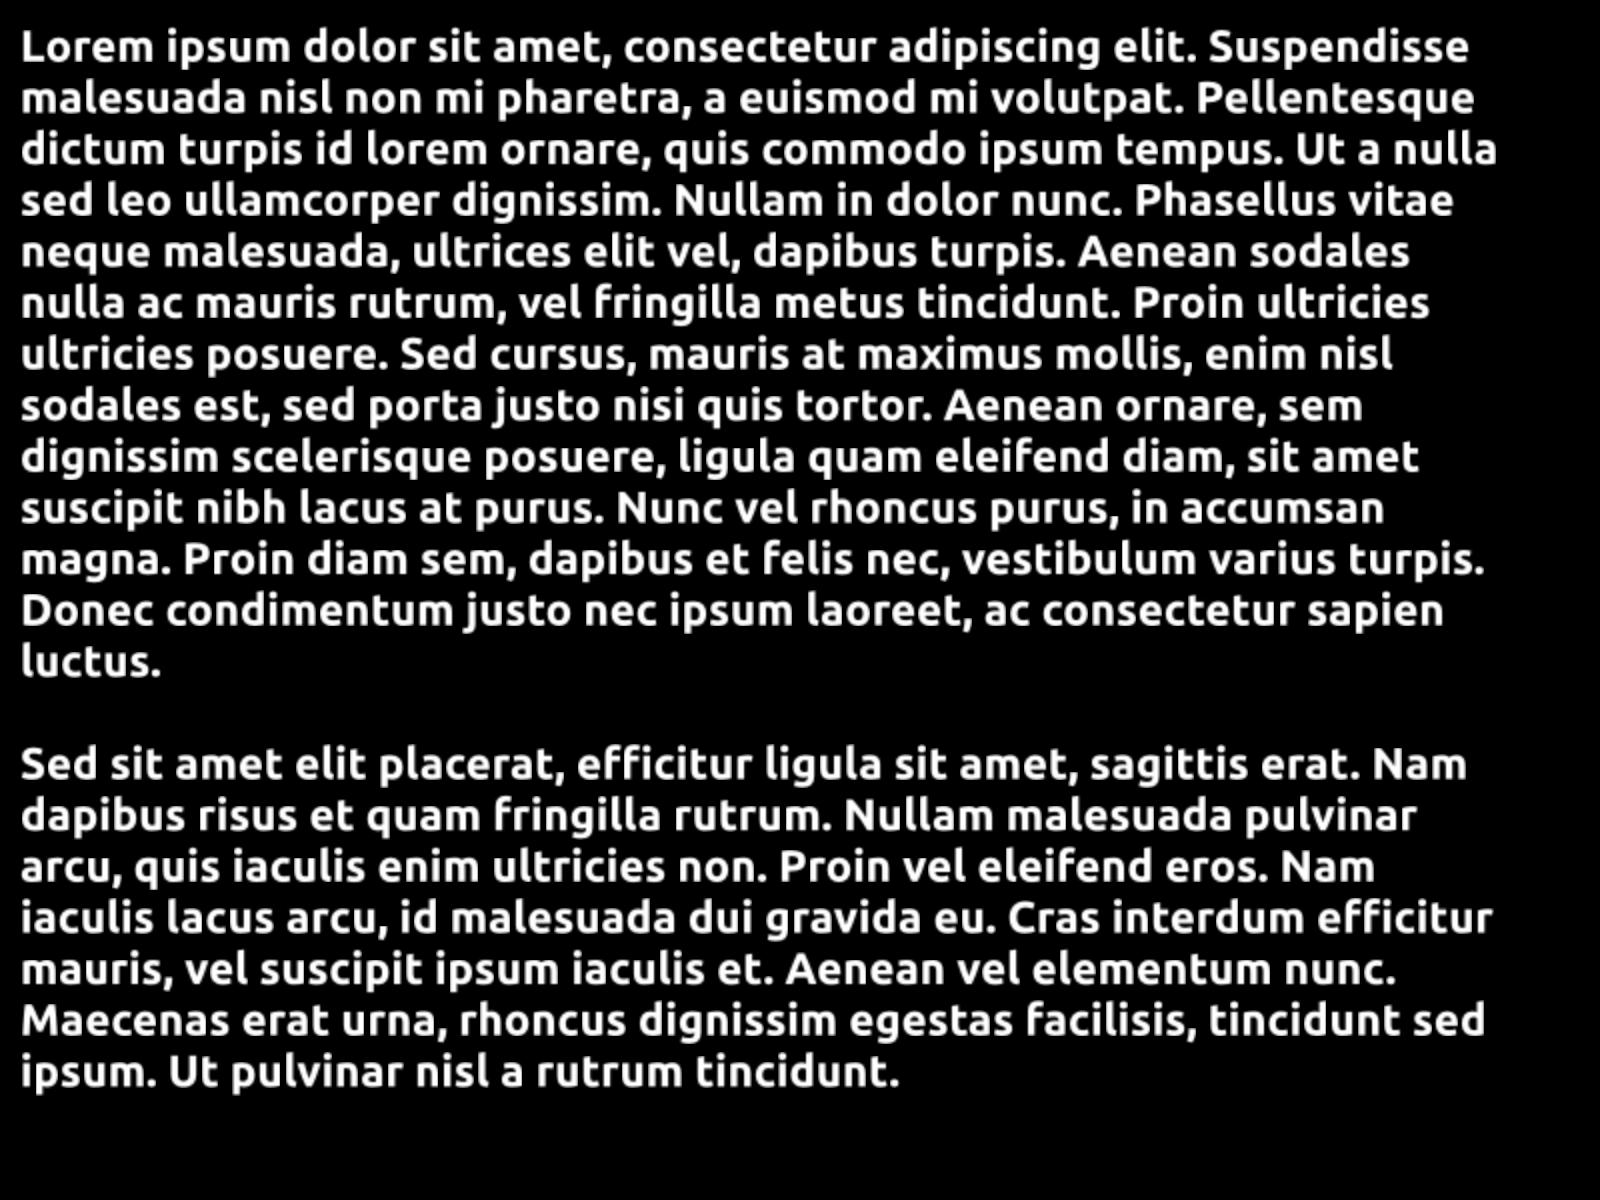 Lorem ipsum dolor sit amet, consectetur adipiscing elit. Suspendisse
malesuada nisl non mi pharetra, a euismod mi volutpat. Pellentesque
dictum turpis id lorem ornare, quis commodo ipsum tempus. Ut a nulla
sed leo ullamcorper dignissim. Nullam in dolor nunc. Phasellus vitae
neque malesuada, ultrices elit vel, dapibus turpis. Aenean sodales
nulla ac mauris rutrum, vel fringilla metus tincidunt. Proin ultricies
ultricies posuere. Sed cursus, mauris at maximus mollis, enim nisl
sodales est, sed porta justo nisi quis tortor. Aenean ornare, sem
dignissim scelerisque posuere, ligula quam eleifend diam, sit amet
suscipit nibh lacus at purus. Nunc vel rhoncus purus, in accumsan
magna. Proin diam sem, dapibus et felis nec, vestibulum varius turpis.
Donec condimentum justo nec ipsum laoreet, ac consectetur sapien
luctus.

Sed sit amet elit placerat, efficitur ligula sit amet, sagittis erat. Nam
dapibus risus et quam fringilla rutrum. Nullam malesuada pulvinar
arcu, quis iaculis enim ultricies non. Proin vel eleifend eros. Nam
iaculis lacus arcu, id malesuada dui gravida eu. Cras interdum efficitur
mauris, vel suscipit ipsum iaculis et. Aenean vel elementum nunc.
Maecenas erat urna, rhoncus dignissim egestas facilisis, tincidunt sed
ipsum. Ut pulvinar nisl a rutrum tincidunt.